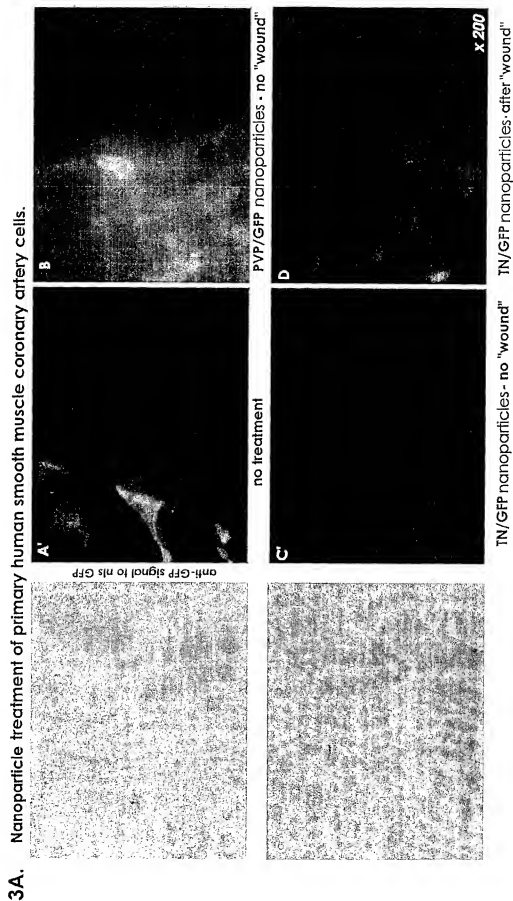 3A. Nanoparticle treatment of primary human smooth muscle coronary artery cells.
A'
B
anti-GFP signal to nls GFP
no treatment
PVP/GFP nanoparticles - no "wound"
C'
D
x 200
TN/GFP nanoparticles - no "wound"
TN/GFP nanoparticles- after "wound"